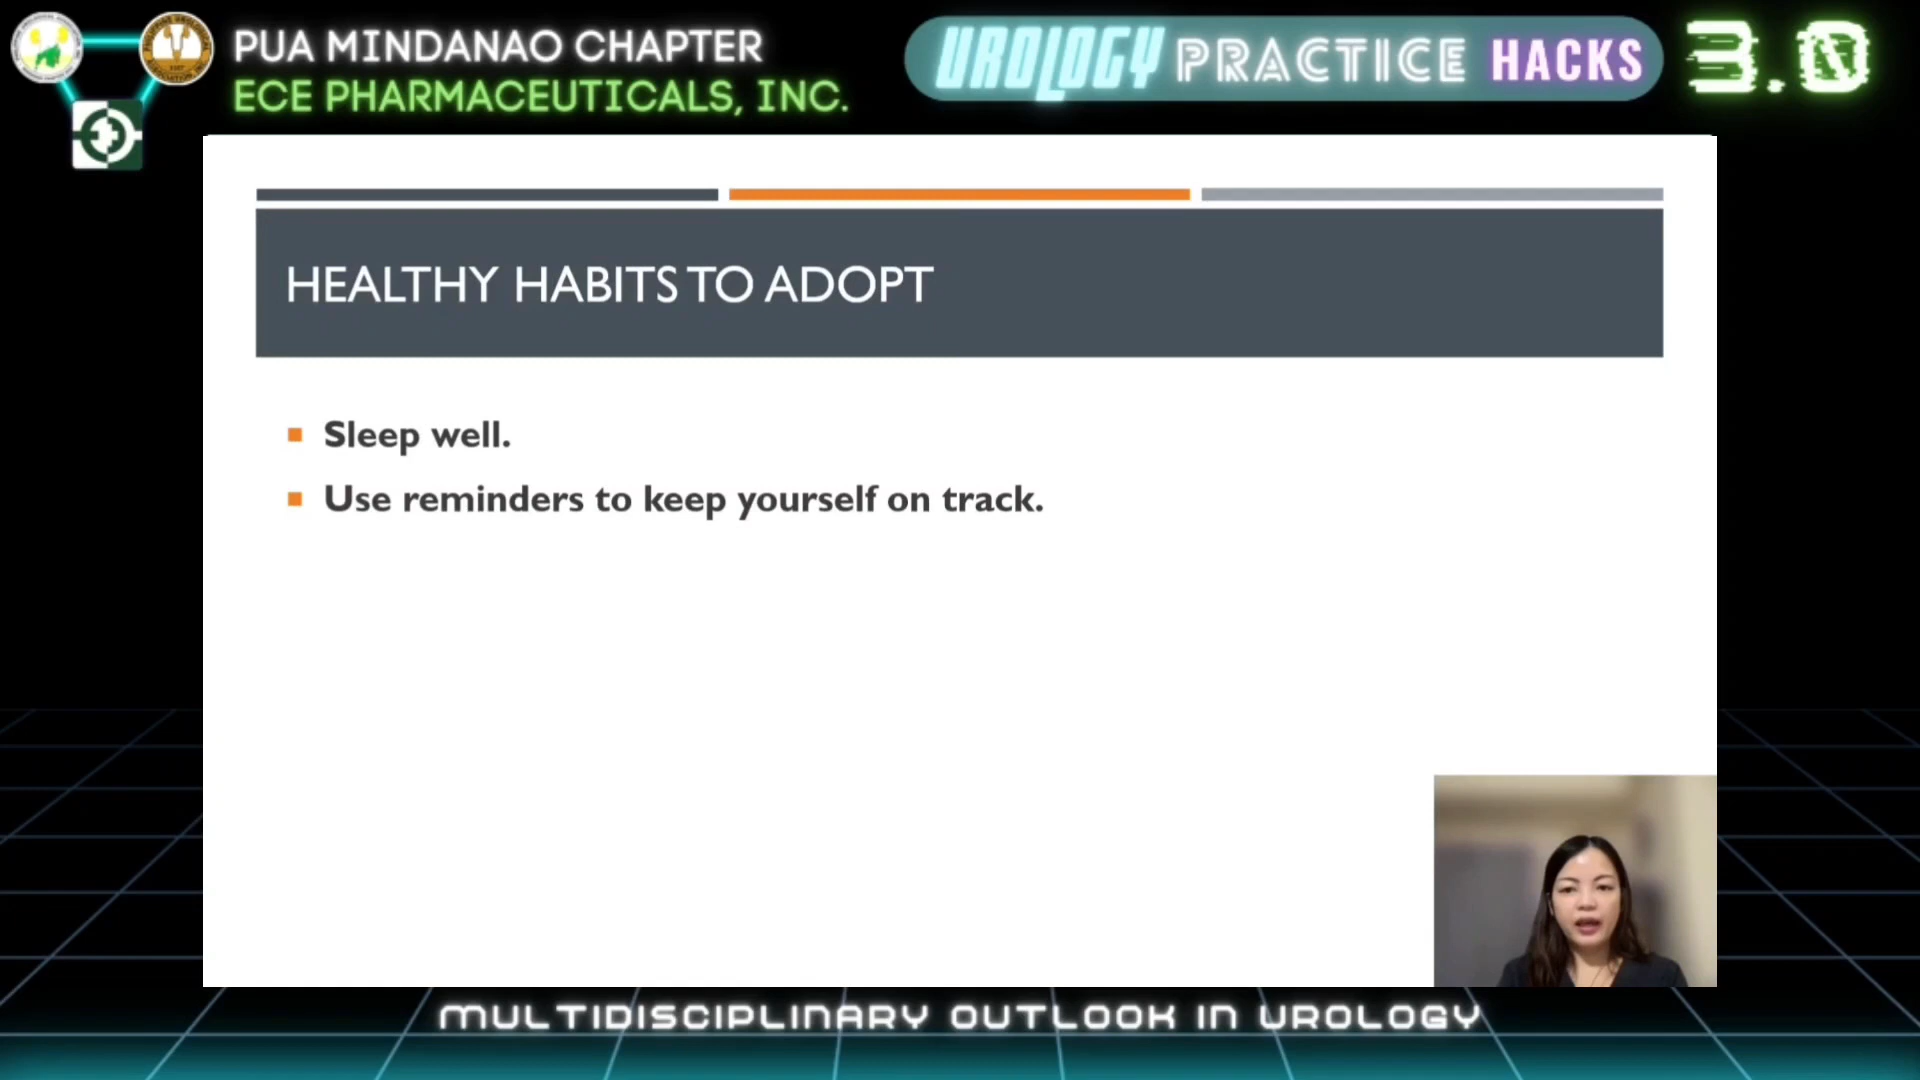 PUA MINDANAO CHAPTER
ECE PHARMACEUTICALS, INC.
UROLOGY PRACTICE HACKS 3.0
HEALTHY HABITS TO ADOPT
Sleep well.
Use reminders to keep yourself on track.
MULTIDISCIPLINARY OUTLOOK IN UROLOGY